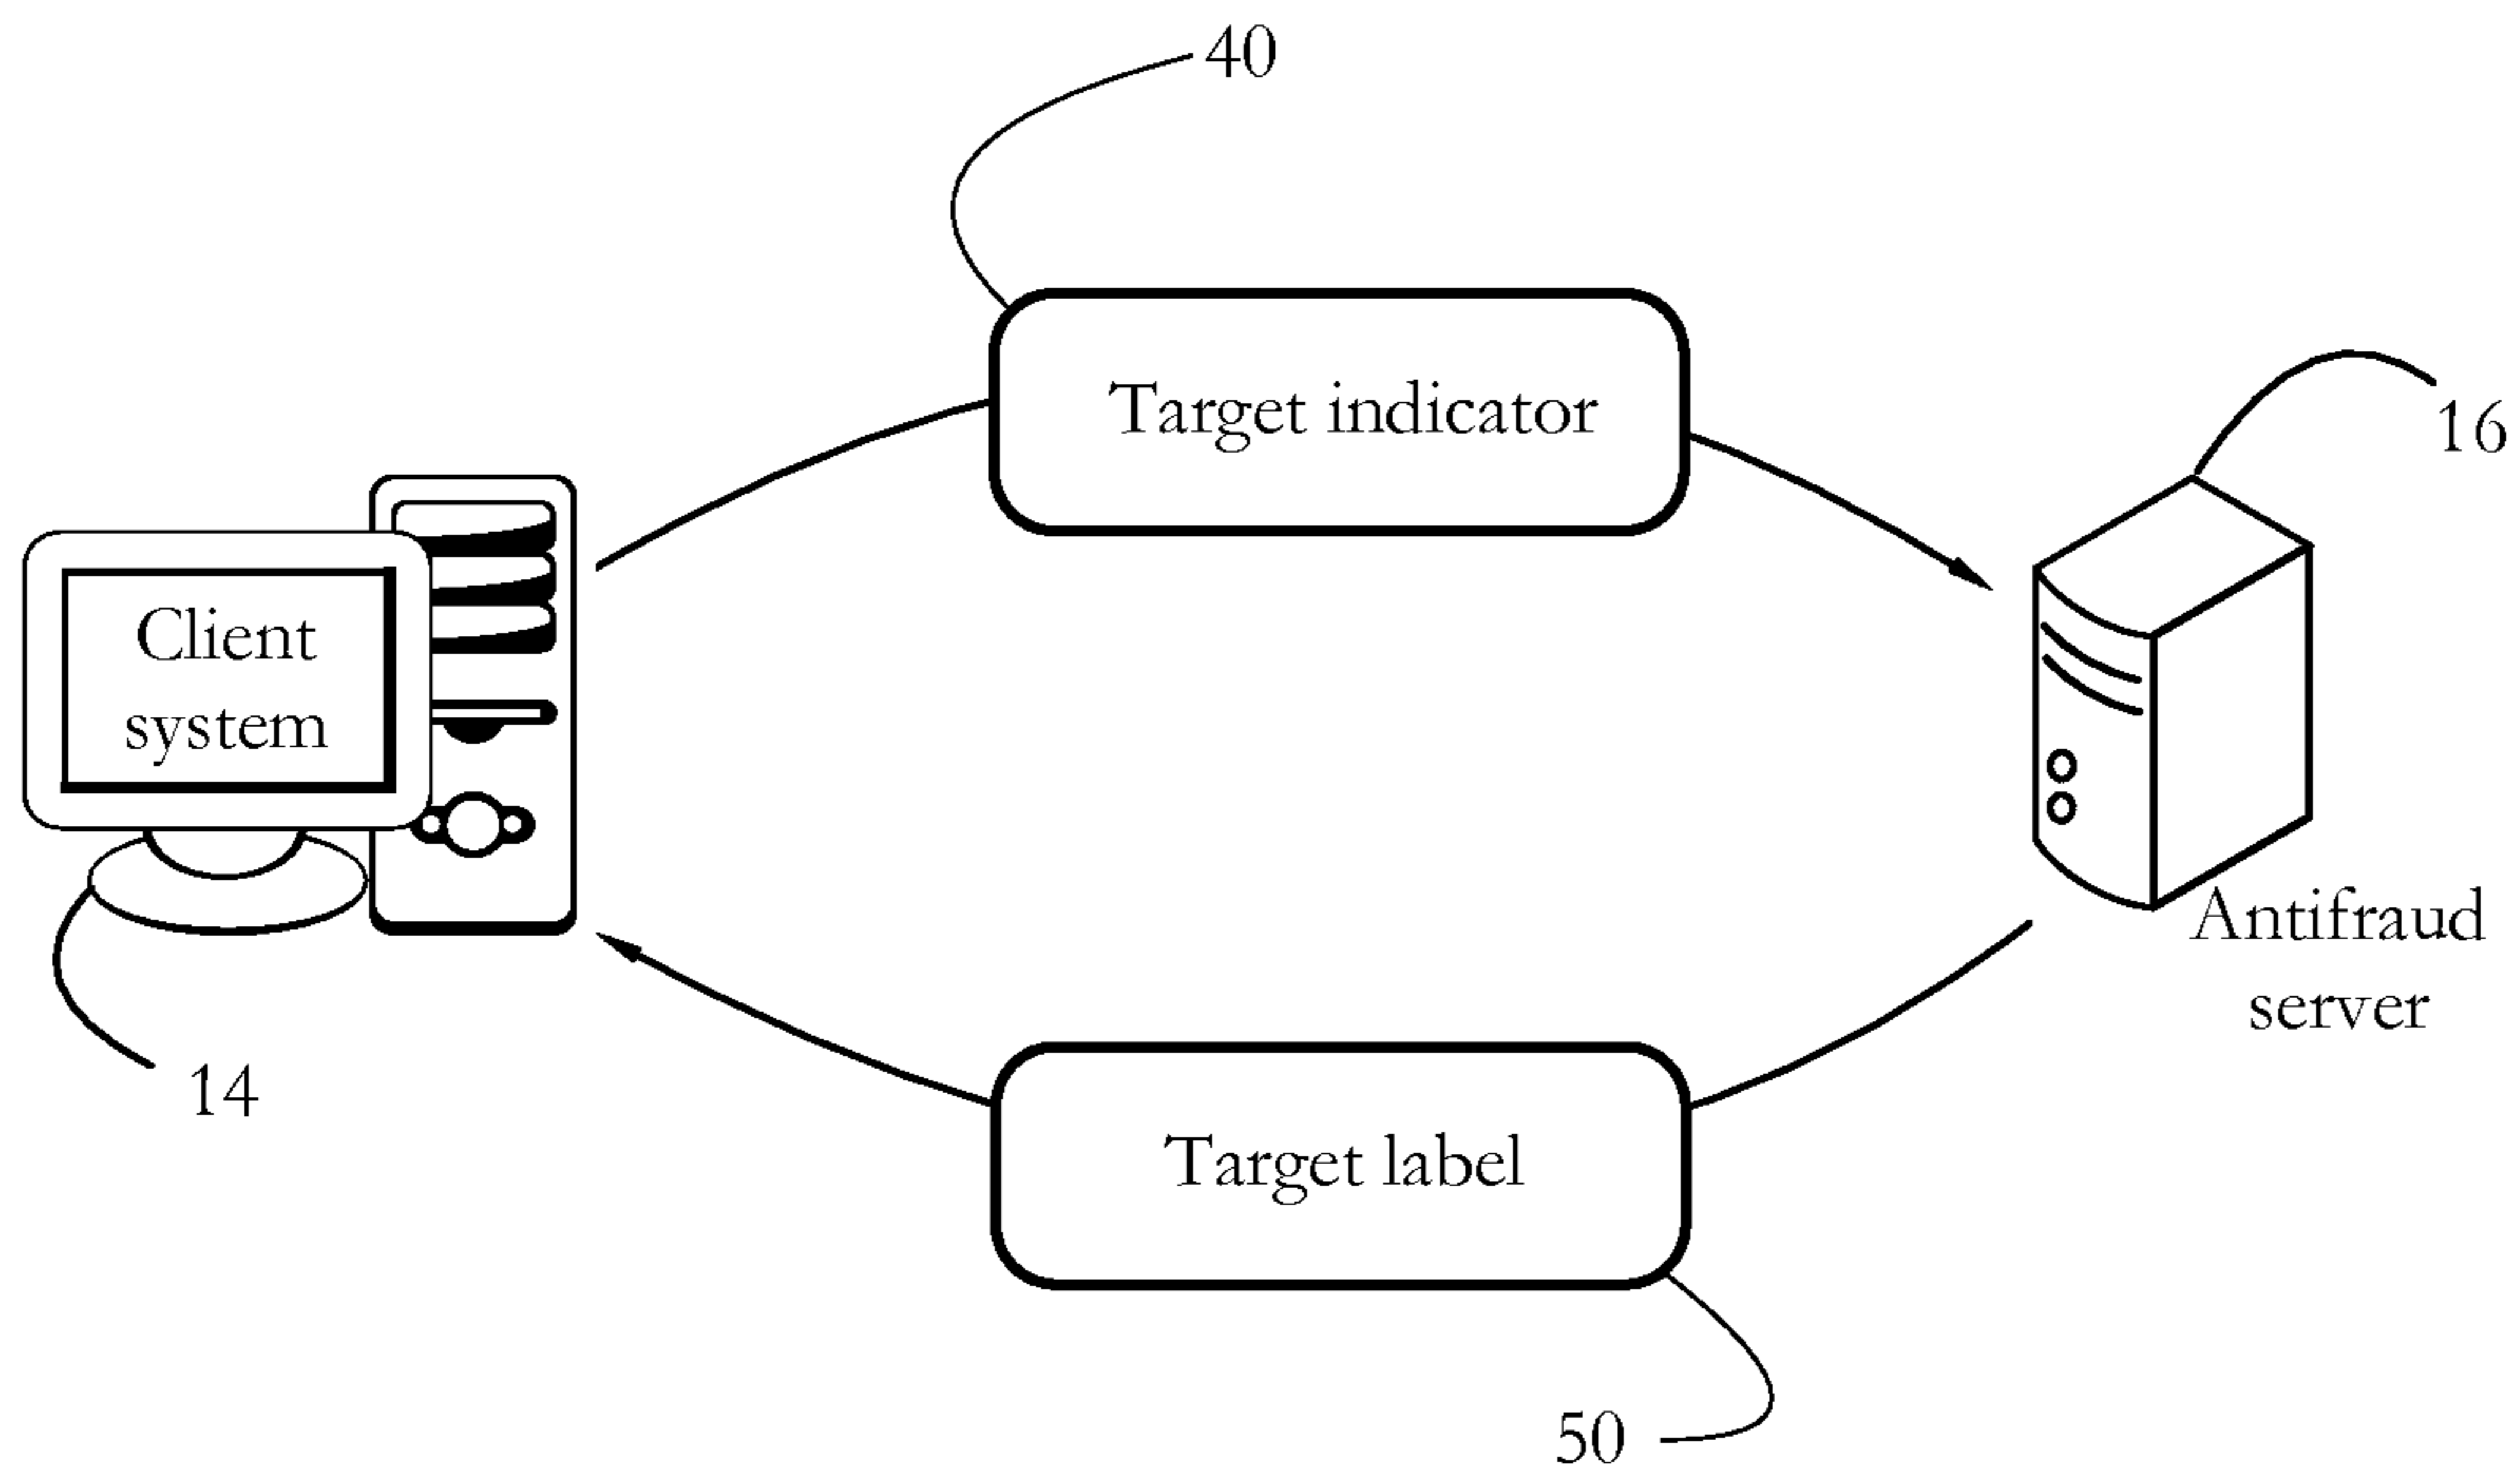 40
Target indicator
16
Client
system
Antifraud
server
14
Target label
50